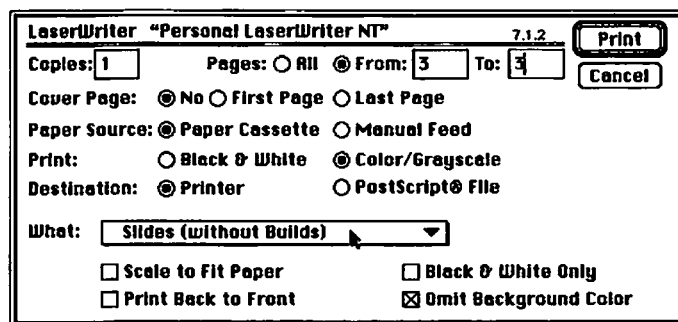 LaserWriter "Personal LaserWriter NT" 7.1.2 Print
Copies: 1 Pages: All From: 3 To: 3 Cancel
Cover Page: No First Page Last Page
Paper Source: Paper Cassette Manual Feed
Print: Black & White Color/Grayscale
Destination: Printer PostScript® File
What: Slides (without Builds)
Scale to Fit Paper Black & White Only
Print Back to Front Omit Background Color